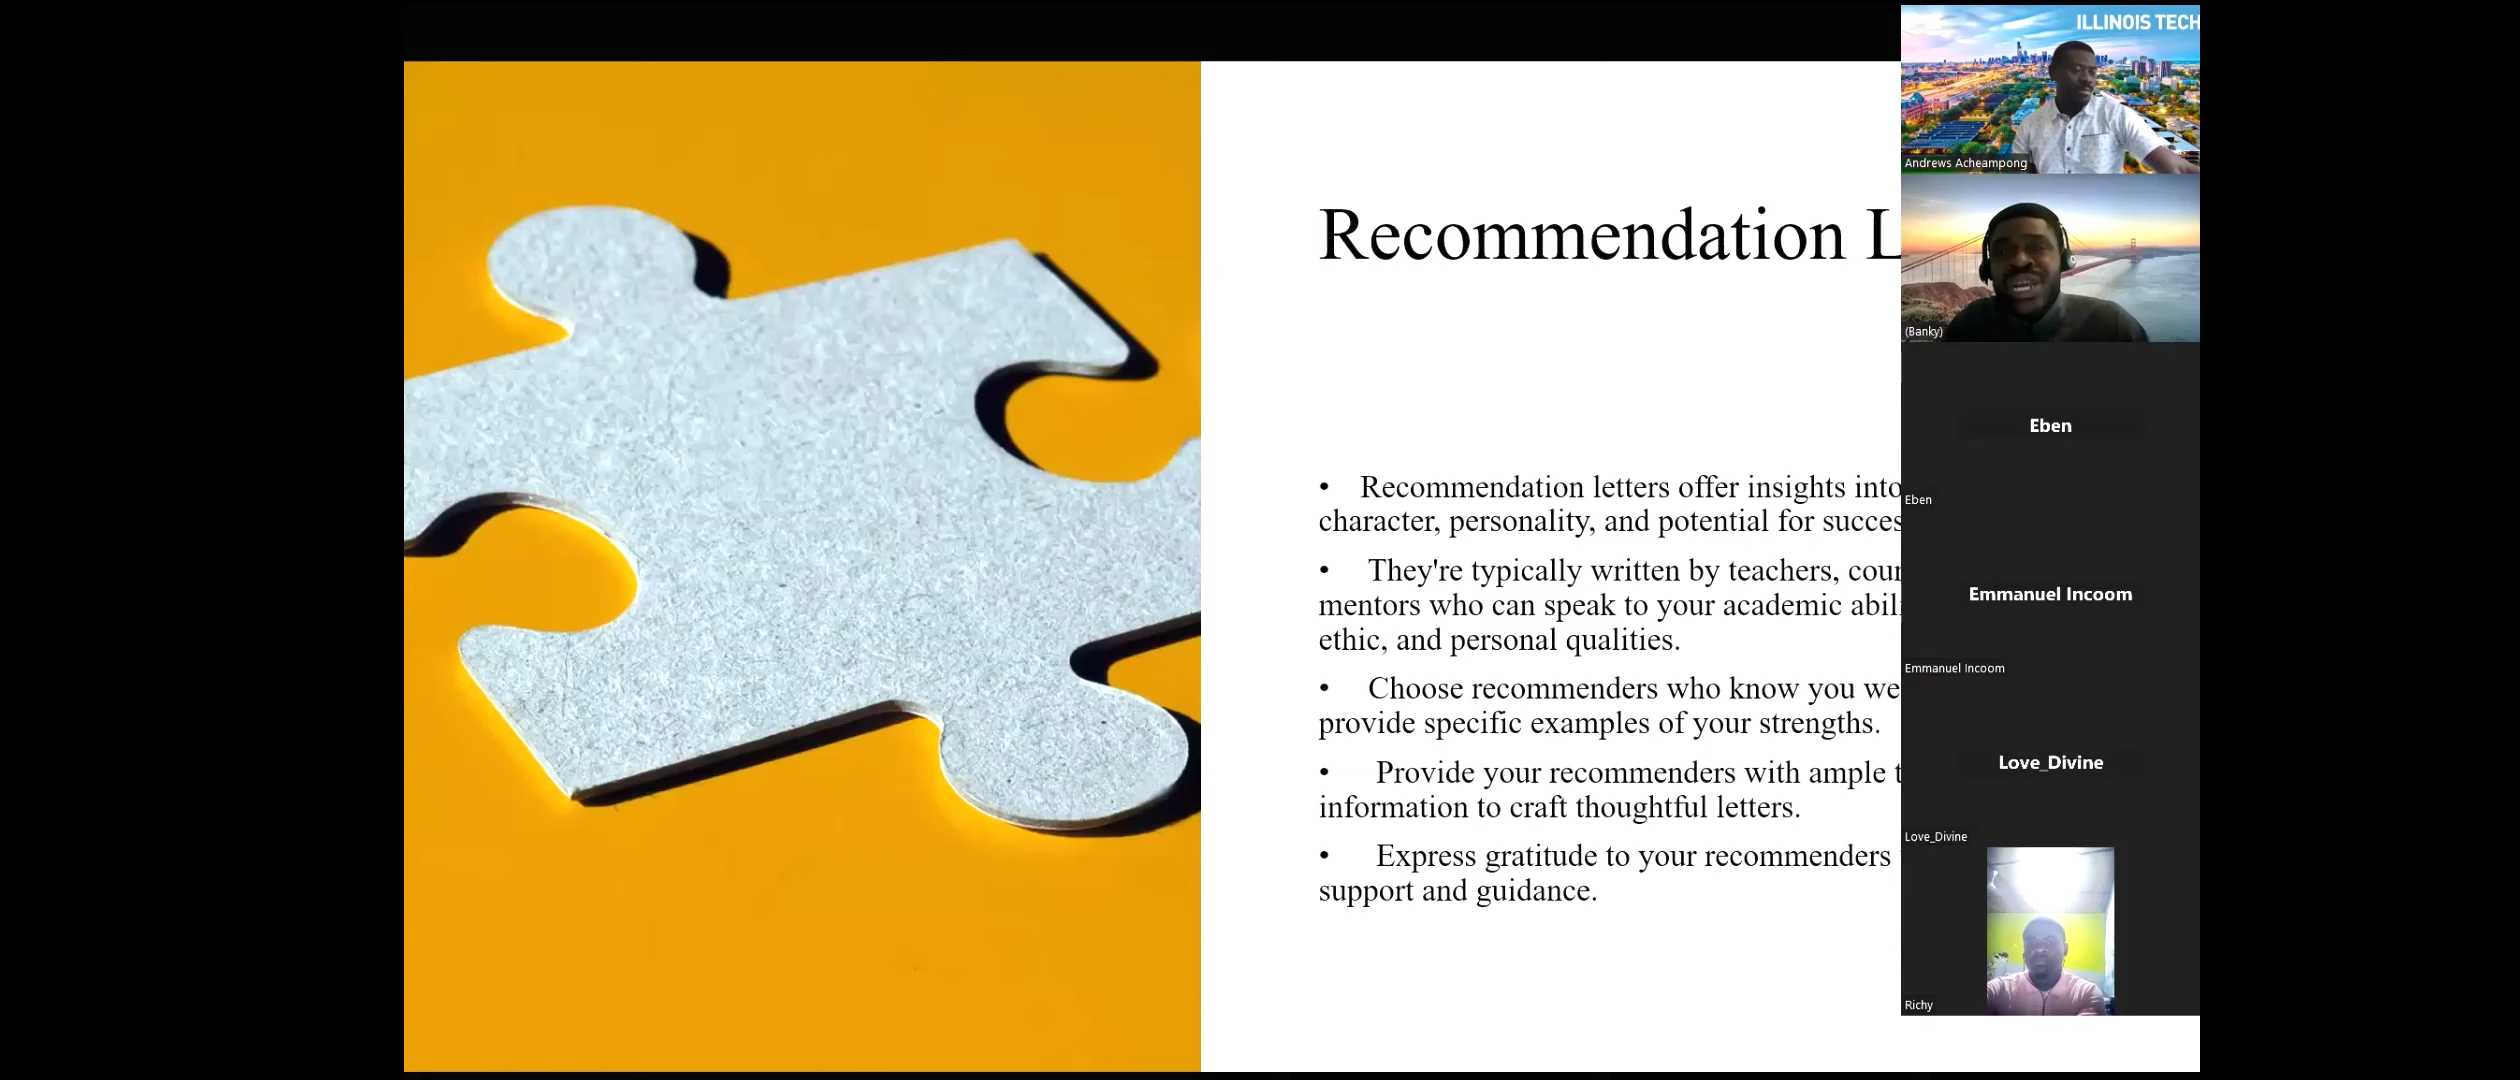 ILLINOIS TECH
Andrews Acheampong
(Banky)
Eben
Eben
Emmanuel Incoom
Emmanuel Incoom
Love_Divine
Love_Divine
Richy
Recommendation L
• Recommendation letters offer insights into
character, personality, and potential for succes
• They're typically written by teachers, coun
mentors who can speak to your academic abil
ethic, and personal qualities.
• Choose recommenders who know you we
provide specific examples of your strengths.
• Provide your recommenders with ample t
information to craft thoughtful letters.
• Express gratitude to your recommenders
support and guidance.